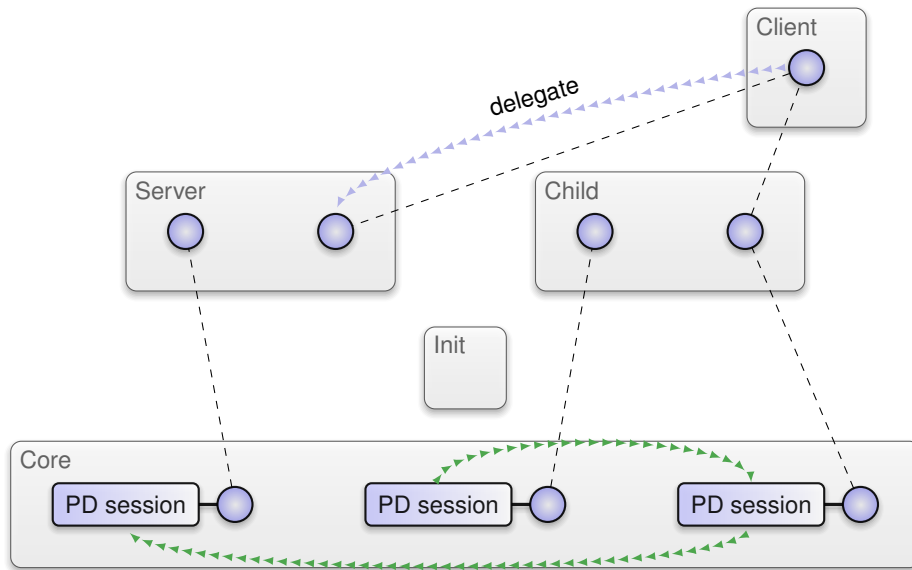 Client
delegate
Server
Child
Init
Core
PD session
PD session
PD session